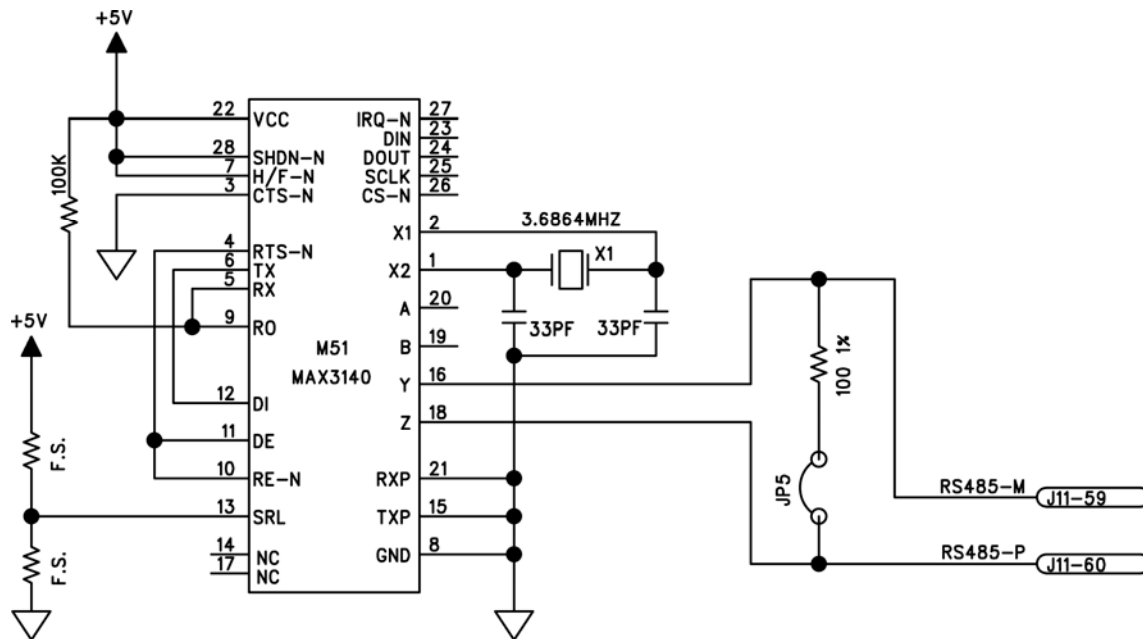 +5V
22 VCC IRQ-N 27
DIN 23
28 SHDN-N DOUT 24
7 H/F-N SCLK 25
3 CTS-N CS-N 26
100K
X1 2 3.6864MHZ
4 RTS-N
6 TX X2 1 X1
5 RX
A 20
+5V
9 RO 33PF 33PF
M51 B 19
MAX3140
Y 16 100 1%
12 DI
Z 18
11 DE
F.S.
10 RE-N RXP 21
JP5
RS485-M J11-59
13 SRL TXP 15
14 NC GND 8
RS485-P J11-60
17 NC
F.S.